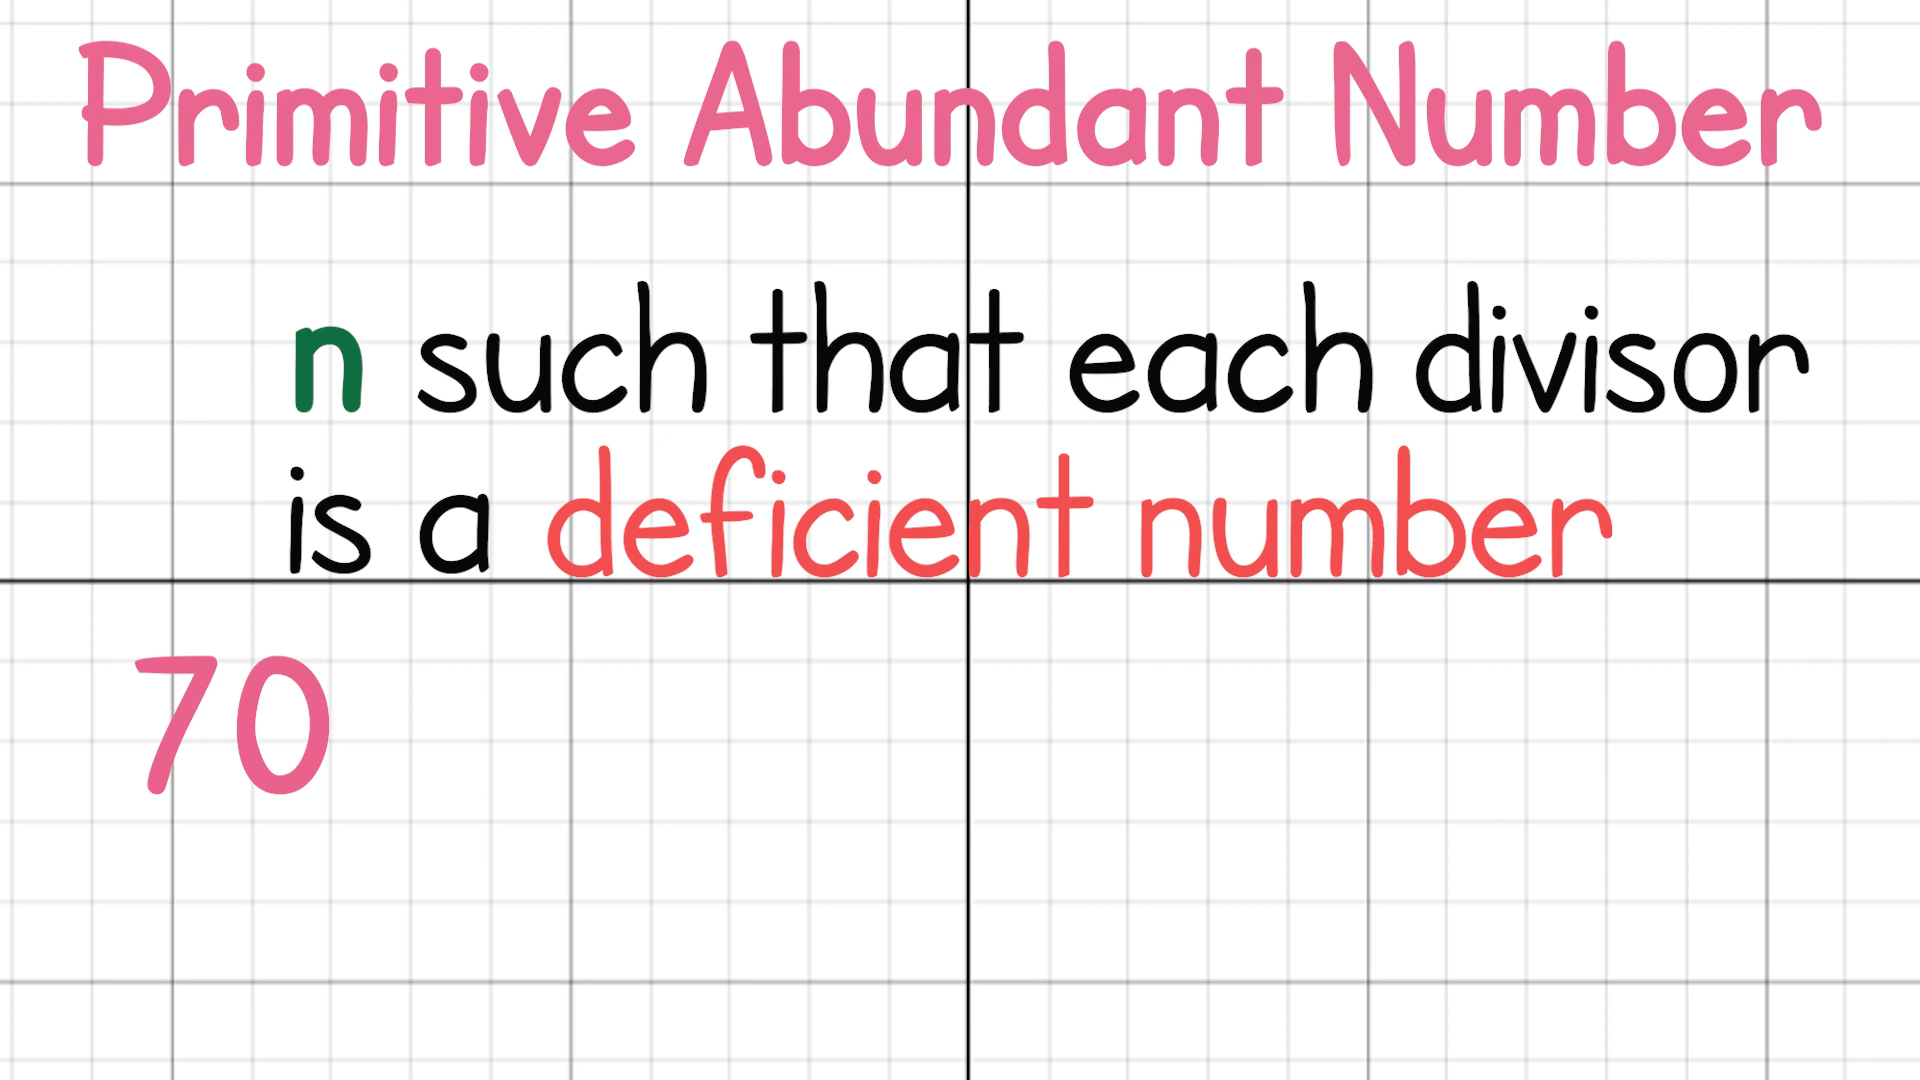 Primitive Abundant Number
n such that each divisor
is a deficient number
70